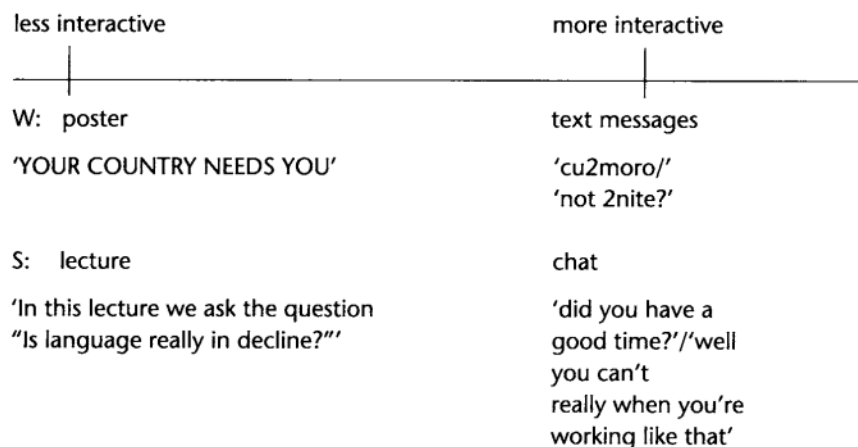 less interactive more interactive
W: poster text messages
'YOUR COUNTRY NEEDS YOU' 'cu2moro/'
'not 2nite?'
S: lecture chat
'In this lecture we ask the question 'did you have a
"Is language really in decline?"' good time?'/'well
you can't
really when you're
working like that'